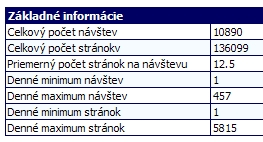 Základné informácie
Celkový počet návštev 10890
Celkový počet stránokv 136099
Priemerný počet stránok na návštevu 12.5
Denné minimum návštev 1
Denné maximum návštev 457
Denné minimum stránok 1
Denné maximum stránok 5815